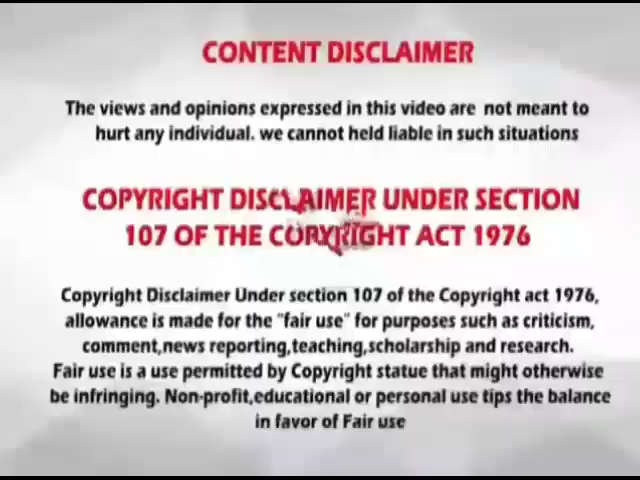 CONTENT DISCLAIMER
The views and opinions expressed in this video are not meant to
hurt any individual. we cannot held liable in such situations
COPYRIGHT DISCLAIMER UNDER SECTION
107 OF THE COPYRIGHT ACT 1976
Copyright Disclaimer Under section 107 of the Copyright act 1976,
allowance is made for the "fair use" for purposes such as criticism,
comment,news reporting,teaching,scholarship and research.
Fair use is a use permitted by Copyright statue that might otherwise
be infringing. Non-profit,educational or personal use tips the balance
in favor of Fair use